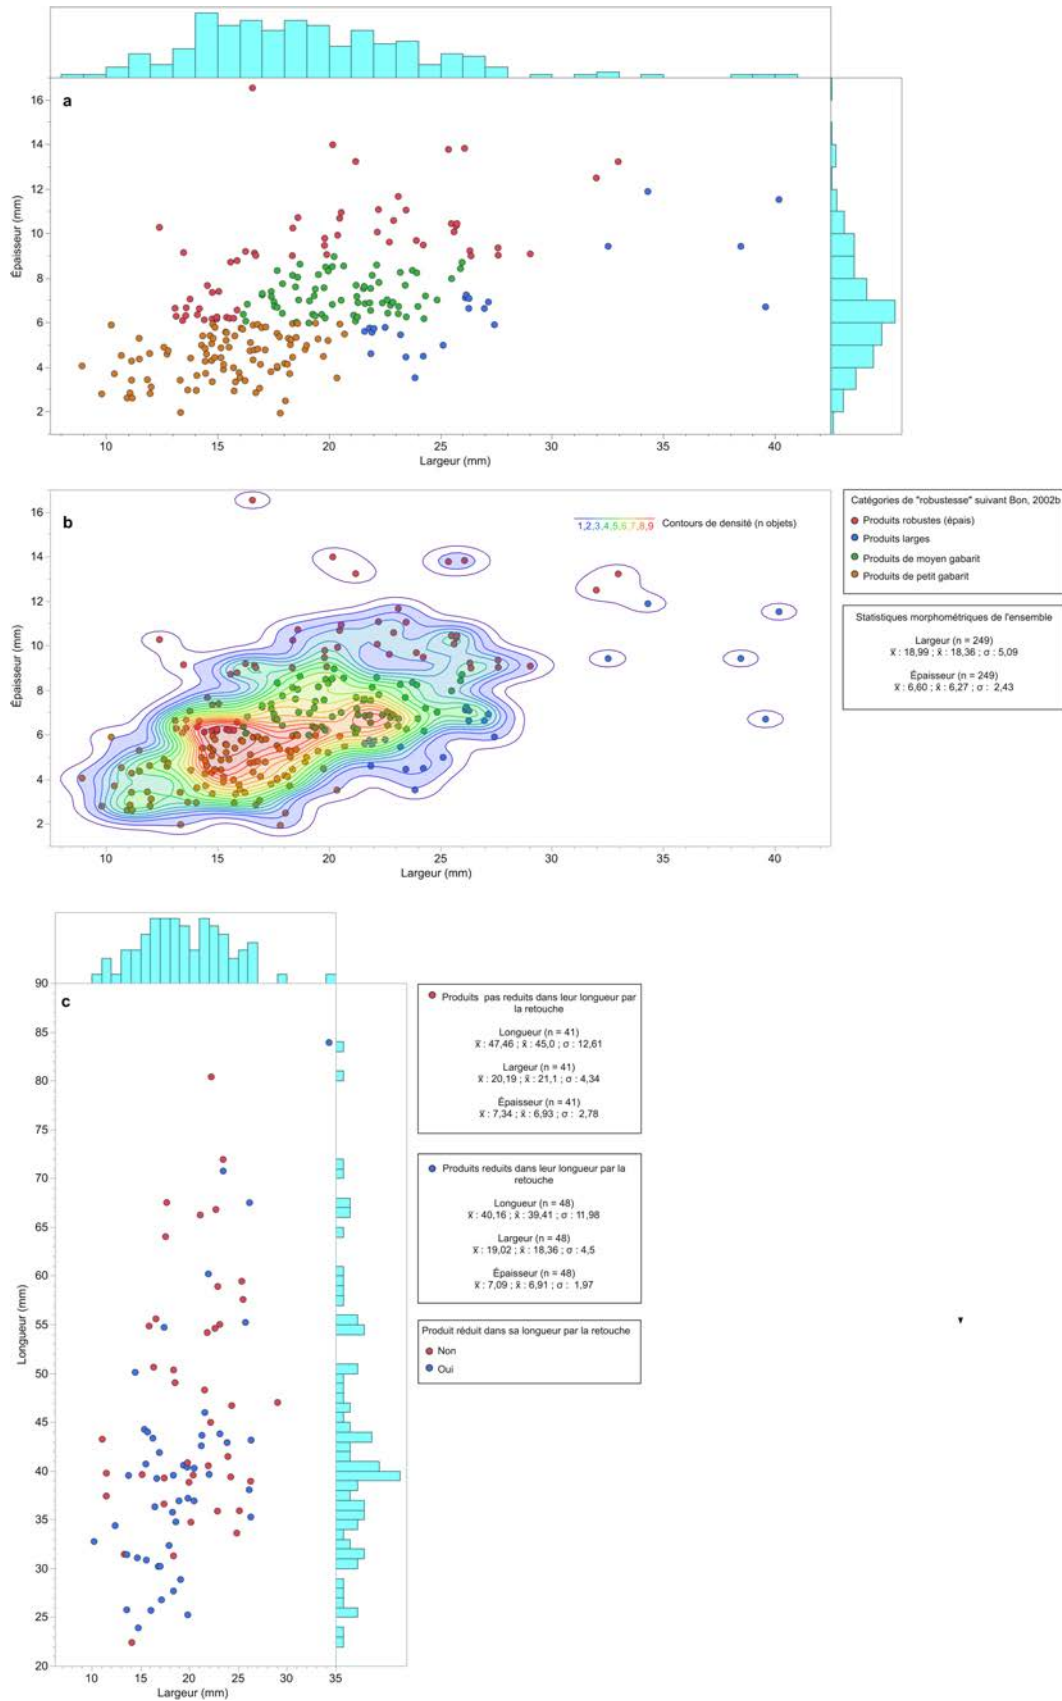 a
16
14
12
10
8
6
4
2
Épaisseur (mm)
10 15 20 25 30 35 40
Largeur (mm)
b
16
14
12
10
8
6
4
2
Épaisseur (mm)
1,2,3,4,5,6,7,8,9 Contours de densité (n objets)
10 15 20 25 30 35 40
Largeur (mm)
Catégories de "robustesse" suivant Bon, 2002b
Produits robustes (épais)
Produits larges
Produits de moyen gabarit
Produits de petit gabarit
Statistiques morphométriques de l'ensemble
Largeur (n = 249)
x̄ : 18,99 ; x̃ : 18,36 ; σ : 5,09
Épaisseur (n = 249)
x̄ : 6,60 ; x̃ : 6,27 ; σ : 2,43
c
90
85
80
75
70
65
60
55
50
45
40
35
30
25
20
Longueur (mm)
10 15 20 25 30 35
Largeur (mm)
Produits pas reduits dans leur longueur par
la retouche
Longueur (n = 41)
x̄ : 47,46 ; x̃ : 45,0 ; σ : 12,61
Largeur (n = 41)
x̄ : 20,19 ; x̃ : 21,1 ; σ : 4,34
Épaisseur (n = 41)
x̄ : 7,34 ; x̃ : 6,93 ; σ : 2,78
Produits reduits dans leur longueur par la
retouche
Longueur (n = 48)
x̄ : 40,16 ; x̃ : 39,41 ; σ : 11,98
Largeur (n = 48)
x̄ : 19,02 ; x̃ : 18,36 ; σ : 4,5
Épaisseur (n = 48)
x̄ : 7,09 ; x̃ : 6,91 ; σ : 1,97
Produit réduit dans sa longueur par la retouche
Non
Oui